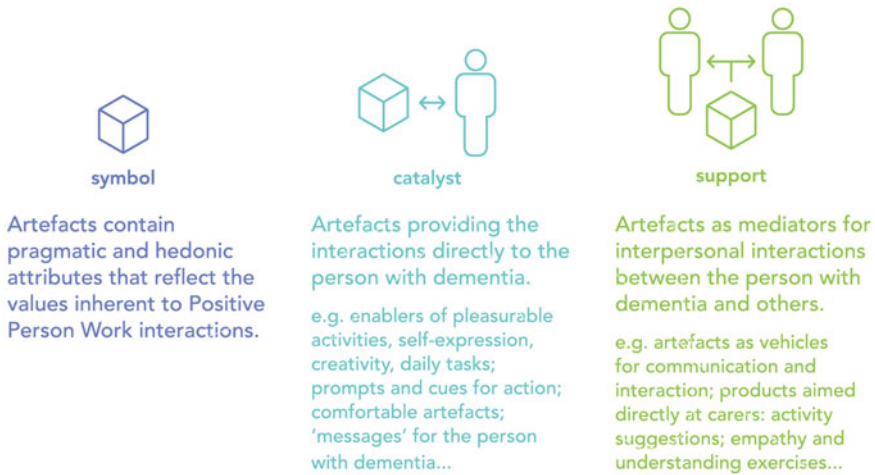 symbol
Artefacts contain
pragmatic and hedonic
attributes that reflect the
values inherent to Positive
Person Work interactions.
catalyst
Artefacts providing the
interactions directly to the
person with dementia.
e.g. enablers of pleasurable
activities, self-expression,
creativity, daily tasks;
prompts and cues for action;
comfortable artefacts;
‘messages’ for the person
with dementia...
support
Artefacts as mediators for
interpersonal interactions
between the person with
dementia and others.
e.g. artefacts as vehicles
for communication and
interaction; products aimed
directly at carers: activity
suggestions; empathy and
understanding exercises...